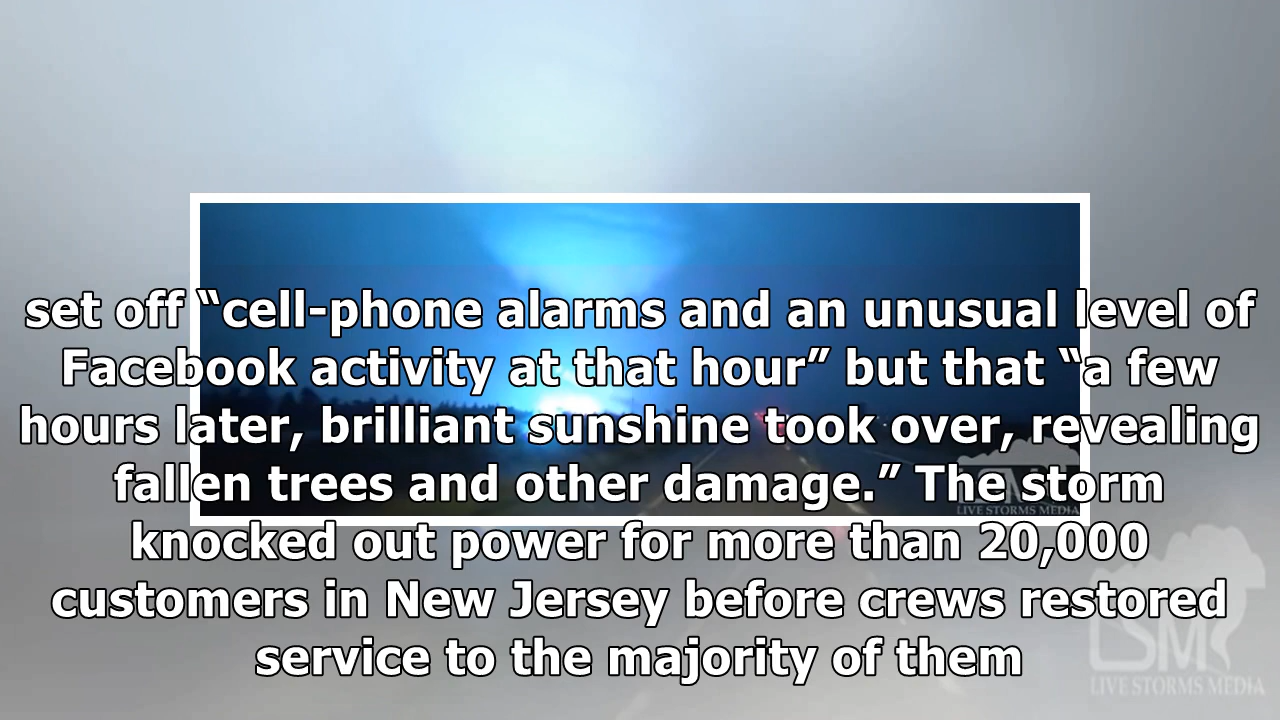 set off “cell-phone alarms and an unusual level of
Facebook activity at that hour” but that “a few
hours later, brilliant sunshine took over, revealing
fallen trees and other damage.” The storm
knocked out power for more than 20,000
customers in New Jersey before crews restored
service to the majority of them
LIVE STORMS MEDIA
LSM
LIVE STORMS MEDIA